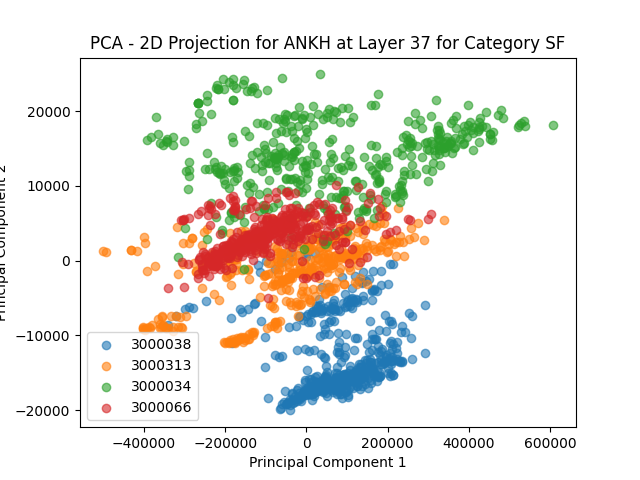 PCA - 2D Projection for ANKH at Layer 37 for Category SF
Principal Component 2
20000
10000
0
−10000
−20000
3000038
3000313
3000034
3000066
−400000 −200000 0 200000 400000 600000
Principal Component 1